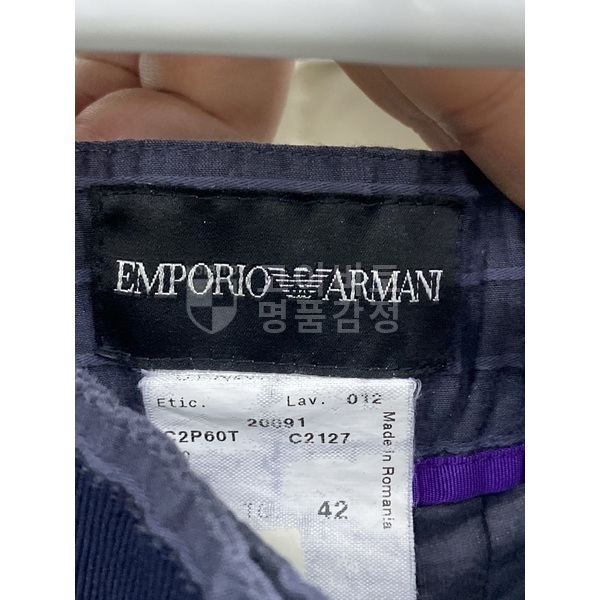 EMPORIO ARMANI
명품감정
Etic. Lav. 012
20691
C2P60T C2127
42
Made in Romania